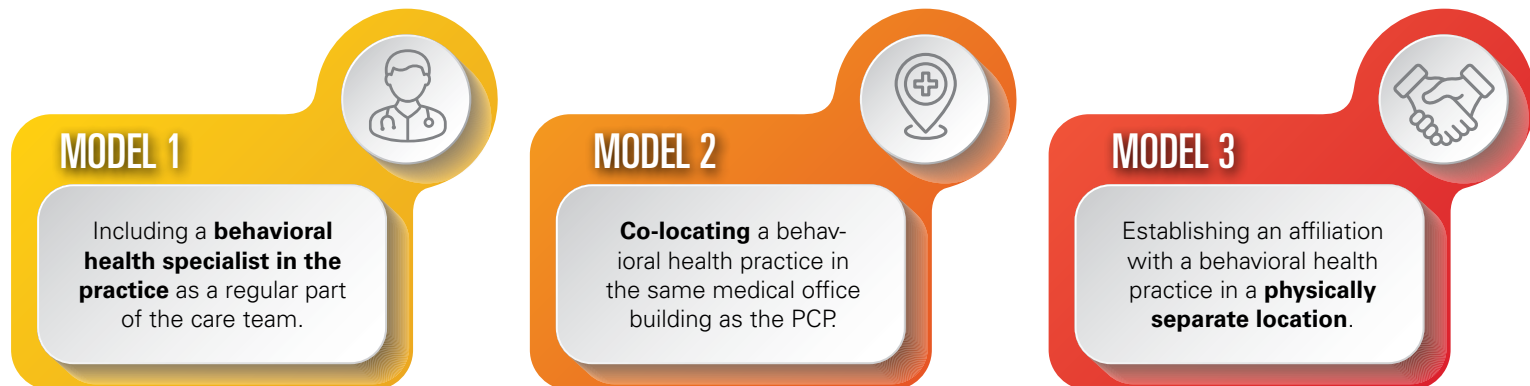 MODEL 1
Including a behavioral
health specialist in the
practice as a regular part
of the care team.
MODEL 2
Co-locating a behav-
ioral health practice in
the same medical office
building as the PCP.
MODEL 3
Establishing an affiliation
with a behavioral health
practice in a physically
separate location.